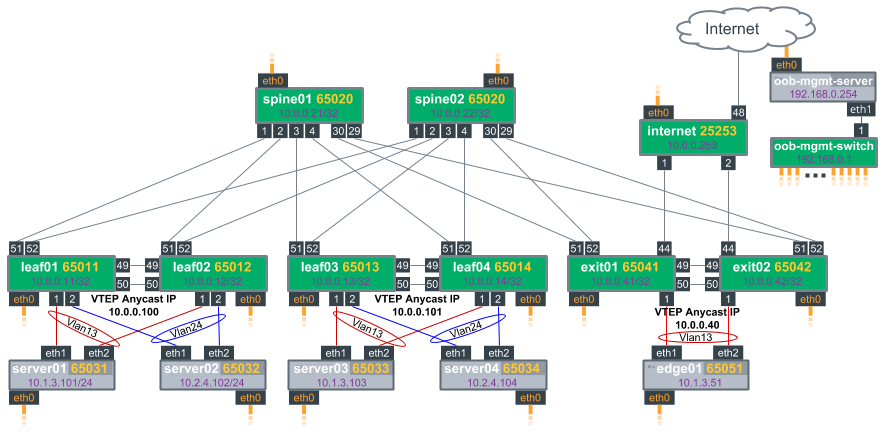 Internet
eth0
eth0
eth0
oob-mgmt-server
192.168.0.254
eth1
spine01 65020
10.0.0.21/32
spine02 65020
10.0.0.22/32
eth0
48
internet 25253
10.0.0.253
1
oob-mgmt-switch
192.168.0.1
1 2 3 4 30 29
1 2 3 4 30 29
1 2
51 52
51 52
51 52
51 52
51 52
44
44
51 52
leaf01 65011
10.0.0.11/32
49 49
50 50
leaf02 65012
10.0.0.12/32
leaf03 65013
10.0.0.13/32
49 49
50 50
leaf04 65014
10.0.0.14/32
exit01 65041
10.0.0.41/32
49 49
50 50
exit02 65042
10.0.0.42/32
eth0
1 2
VTEP Anycast IP
10.0.0.100
1 2
eth0
eth0
1 2
VTEP Anycast IP
10.0.0.101
1 2
eth0
eth0
1
VTEP Anycast IP
10.0.0.40
1
eth0
Vlan13
Vlan24
Vlan13
Vlan24
Vlan13
eth1 eth2
eth1 eth2
eth1 eth2
eth1 eth2
eth1 eth2
server01 65031
10.1.3.101/24
server02 65032
10.2.4.102/24
server03 65033
10.1.3.103
server04 65034
10.2.4.104
edge01 65051
10.1.3.51
eth0
eth0
eth0
eth0
eth0